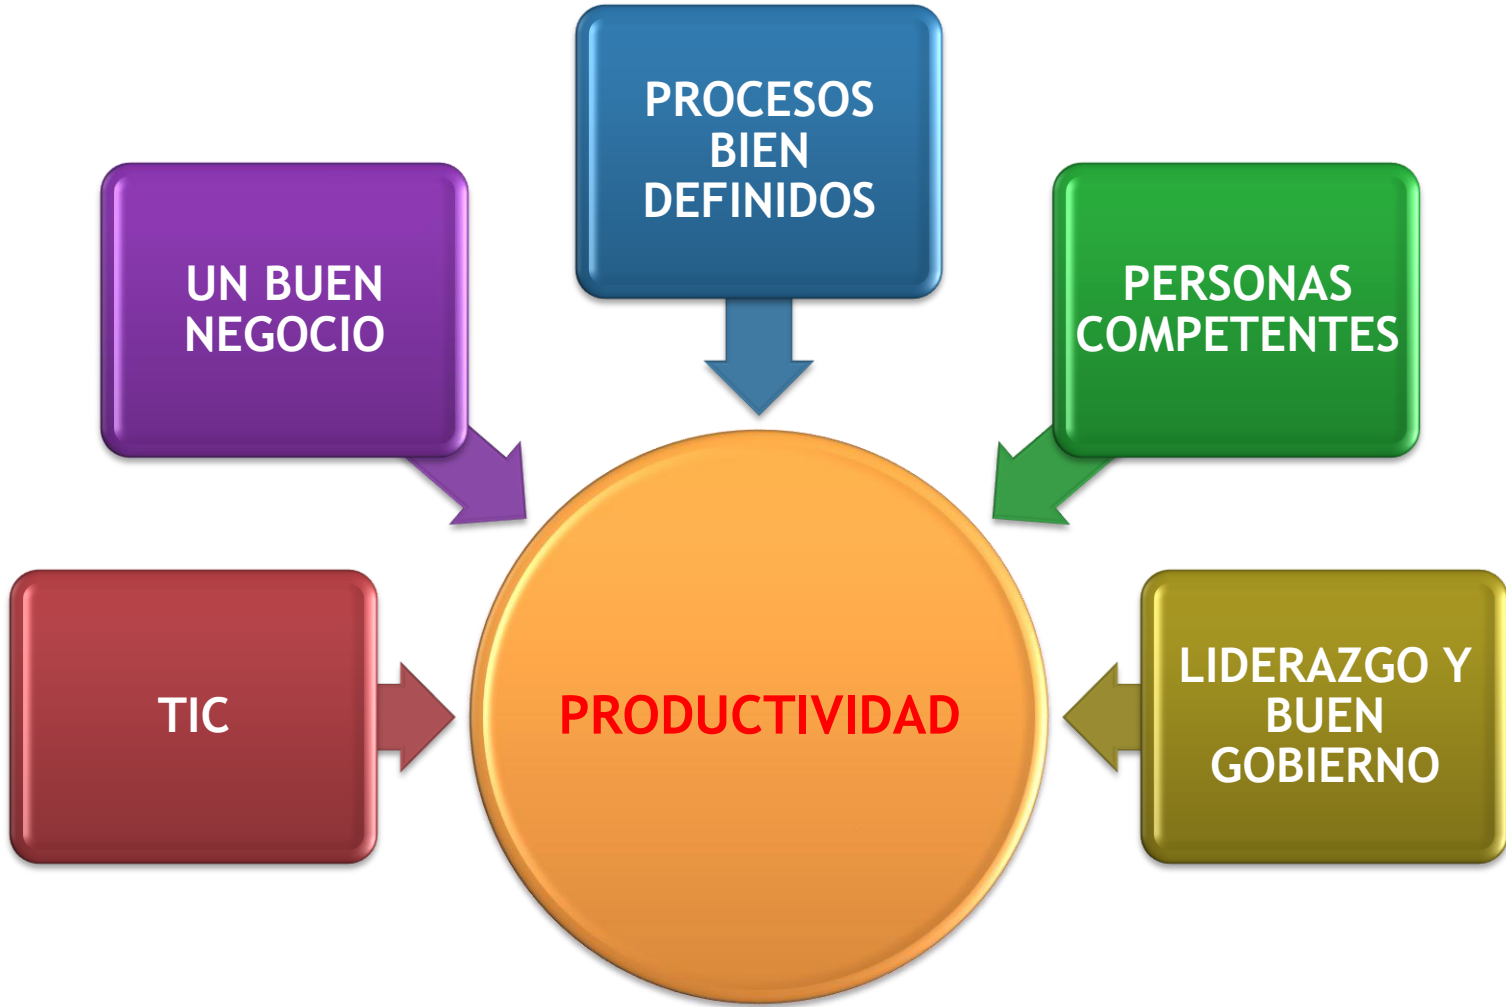 PROCESOS
BIEN
DEFINIDOS
UN BUEN
NEGOCIO
PERSONAS
COMPETENTES
TIC
PRODUCTIVIDAD
LIDERAZGO Y
BUEN
GOBIERNO